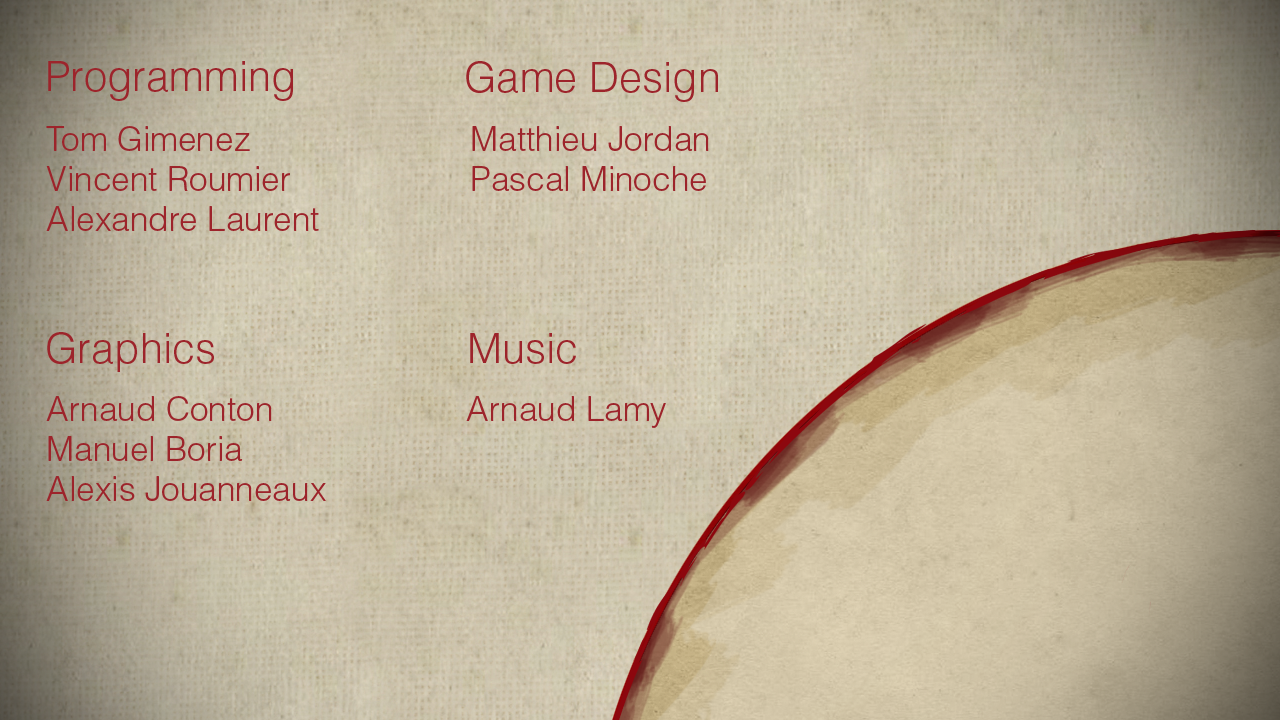 Programming
Tom Gimenez
Vincent Roumier
Alexandre Laurent
Game Design
Matthieu Jordan
Pascal Minoche
Graphics
Arnaud Conton
Manuel Boria
Alexis Jouanneaux
Music
Arnaud Lamy